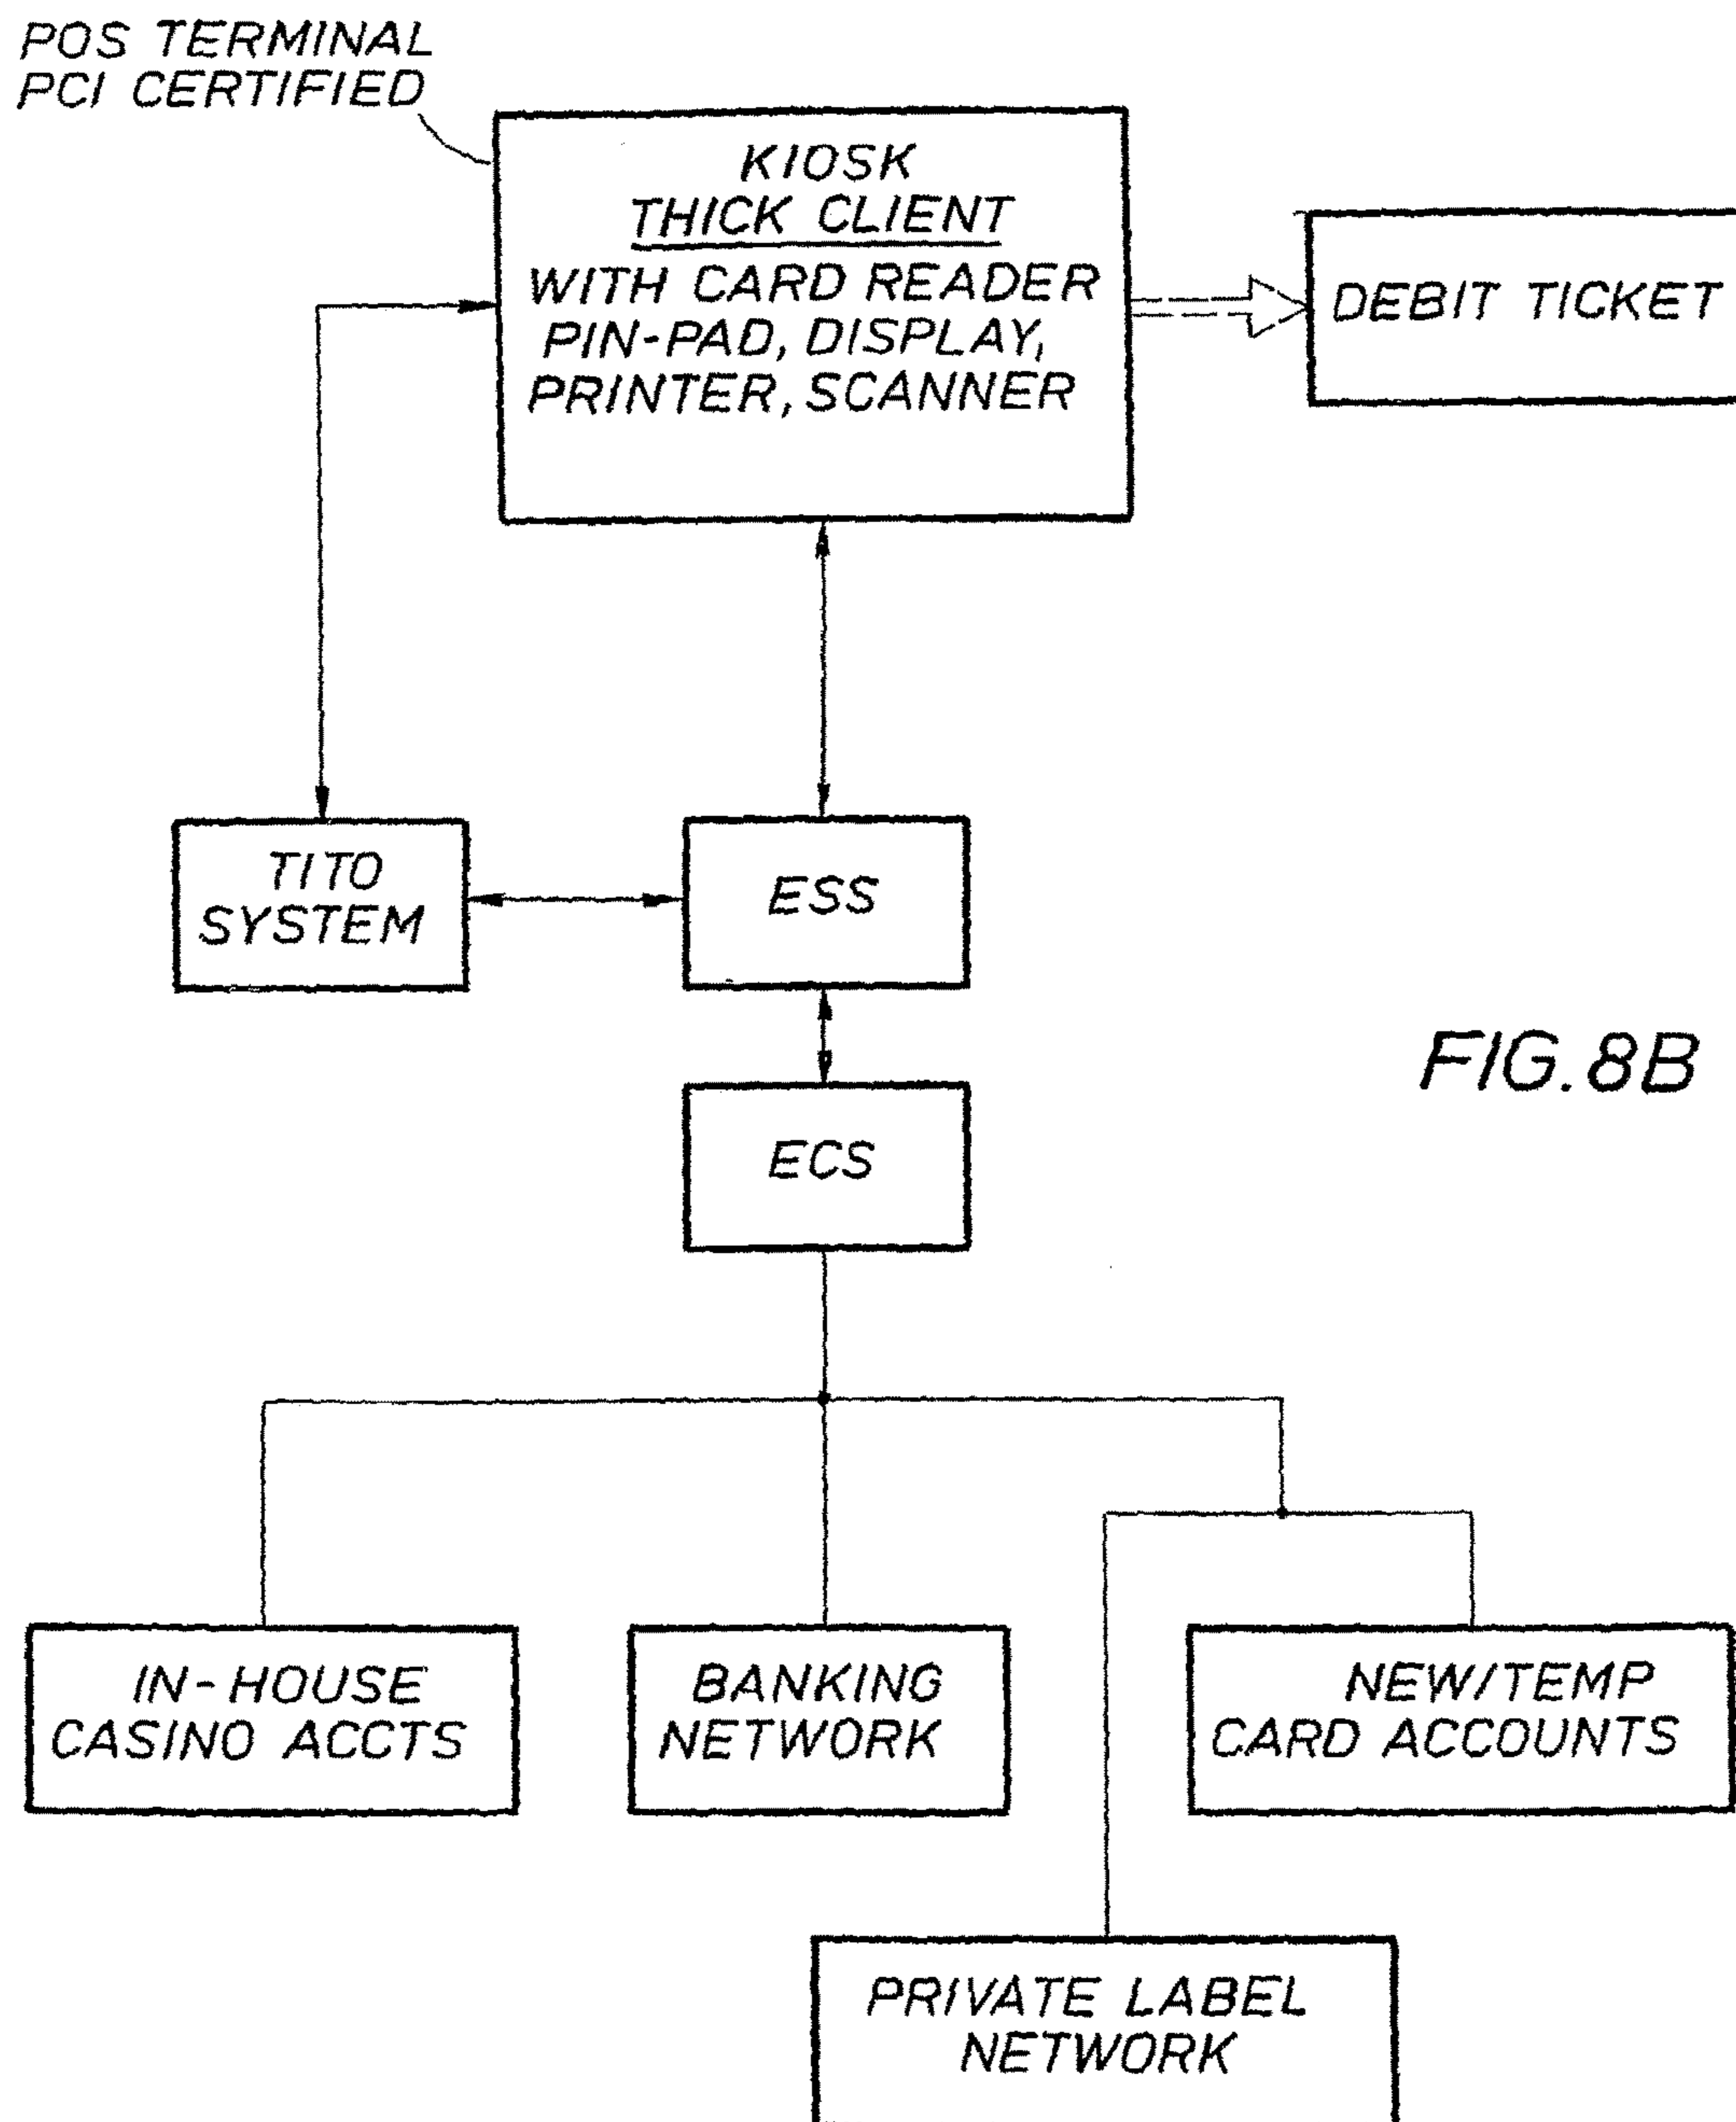 POS TERMINAL
PCI CERTIFIED
KIOSK
THICK CLIENT
WITH CARD READER
PIN-PAD, DISPLAY,
PRINTER, SCANNER
DEBIT TICKET
TITO
SYSTEM
ESS
FIG. 8B
ECS
IN-HOUSE
CASINO ACCTS
BANKING
NETWORK
NEW/TEMP
CARD ACCOUNTS
PRIVATE LABEL
NETWORK